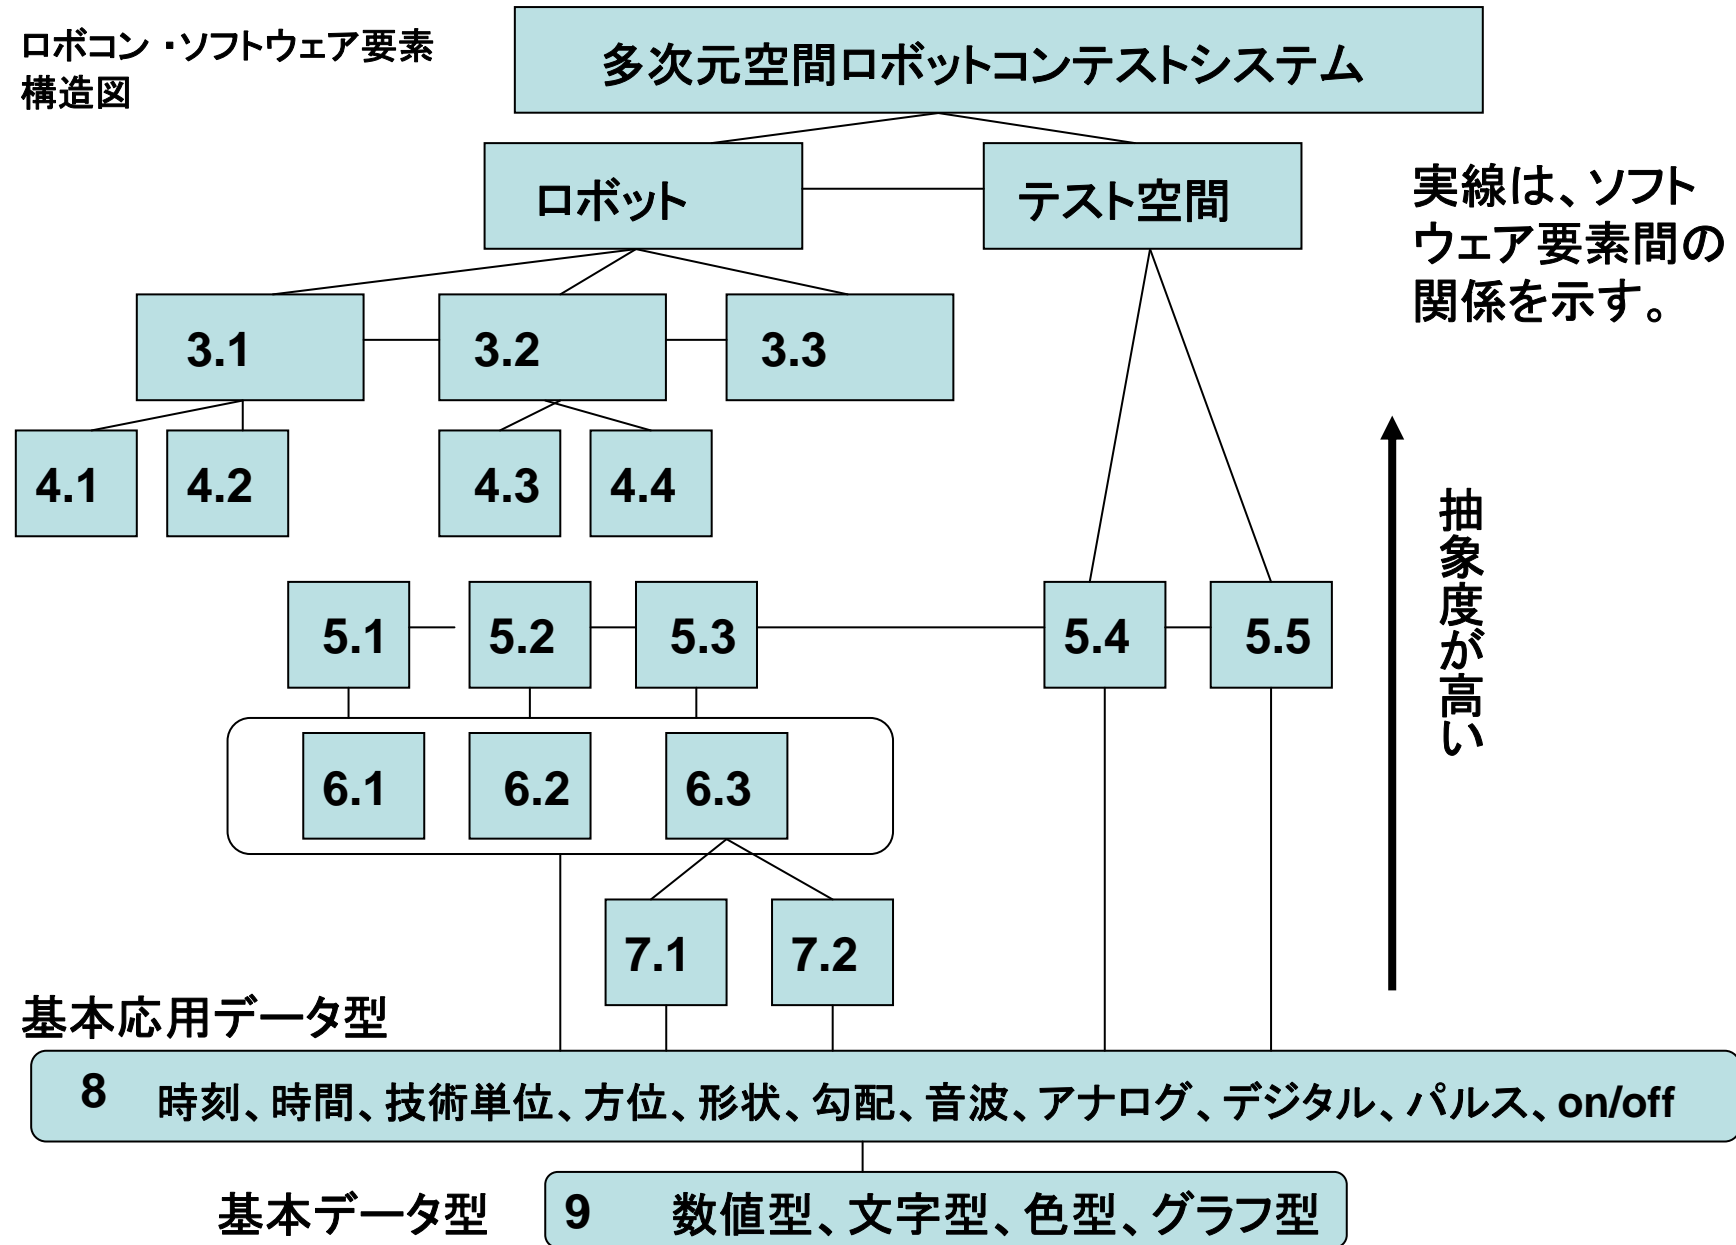 ロボコン・ソフトウェア要素
構造図
多次元空間ロボットコンテストシステム
ロボット
テスト空間
実線は、ソフト
ウェア要素間の
関係を示す。
3.1
3.2
3.3
4.1
4.2
4.3
4.4
抽象度が高い
5.1
5.2
5.3
5.4
5.5
6.1
6.2
6.3
7.1
7.2
基本応用データ型
8 時刻、時間、技術単位、方位、形状、勾配、音波、アナログ、デジタル、パルス、on/off
基本データ型
9 数値型、文字型、色型、グラフ型